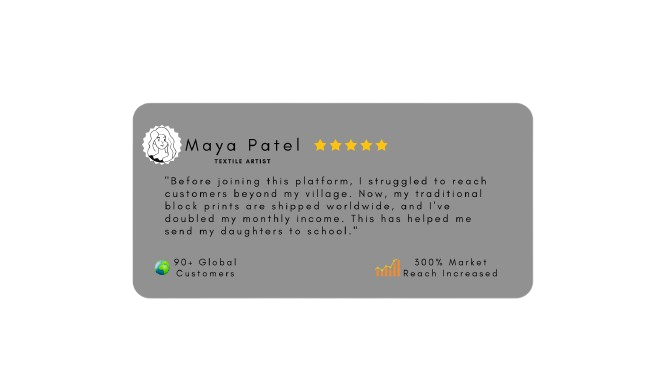 Maya Patel
TEXTILE ARTIST
"Before joining this platform, I struggled to reach
customers beyond my village. Now, my traditional
block prints are shipped worldwide, and I've
doubled my monthly income. This has helped me
send my daughters to school."
90+ Global
Customers
300% Market
Reach Increased